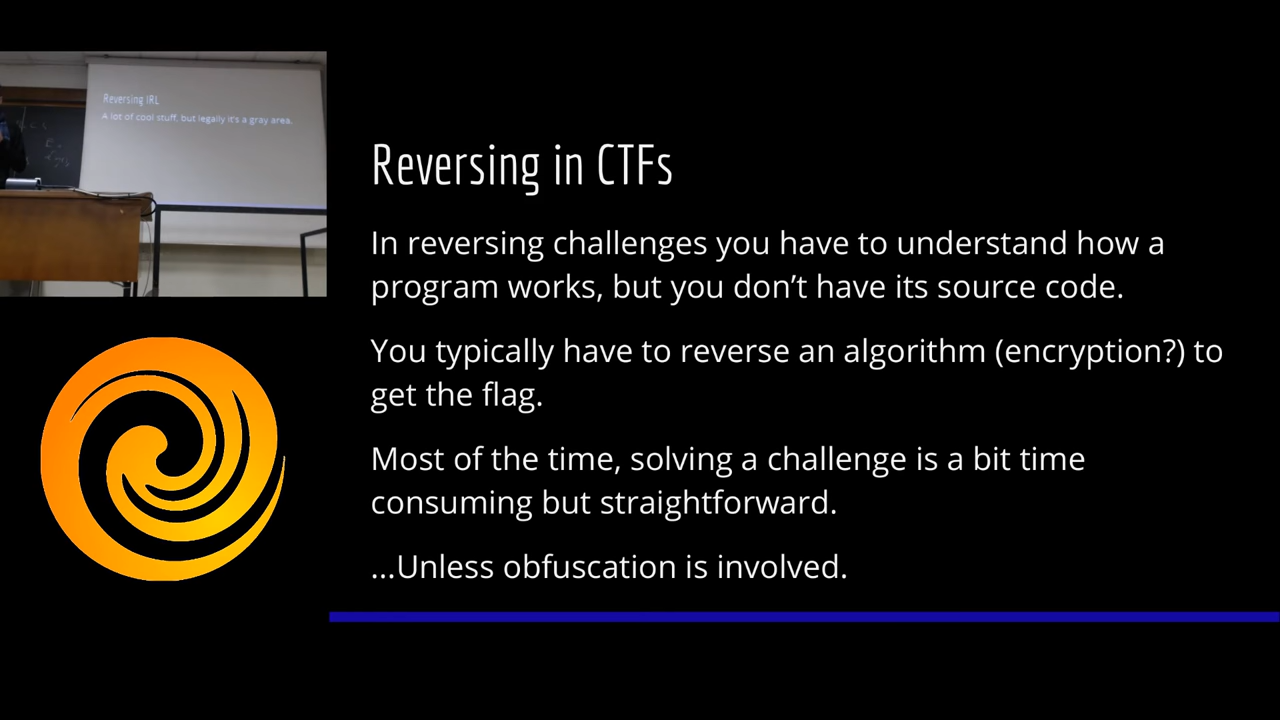 Reversing IRL
A lot of cool stuff, but legally it's a gray area.
Reversing in CTFs
In reversing challenges you have to understand how a
program works, but you don’t have its source code.
You typically have to reverse an algorithm (encryption?) to
get the flag.
Most of the time, solving a challenge is a bit time
consuming but straightforward.
...Unless obfuscation is involved.